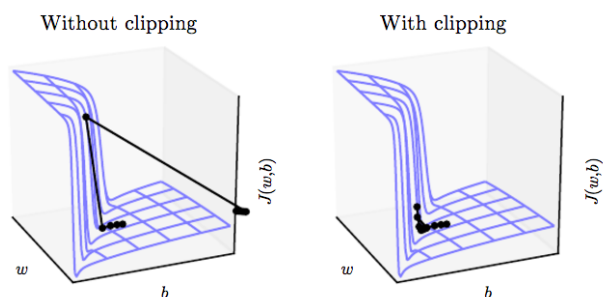 Without clipping
With clipping
J(w,b)
J(w,b)
w
w
b
b